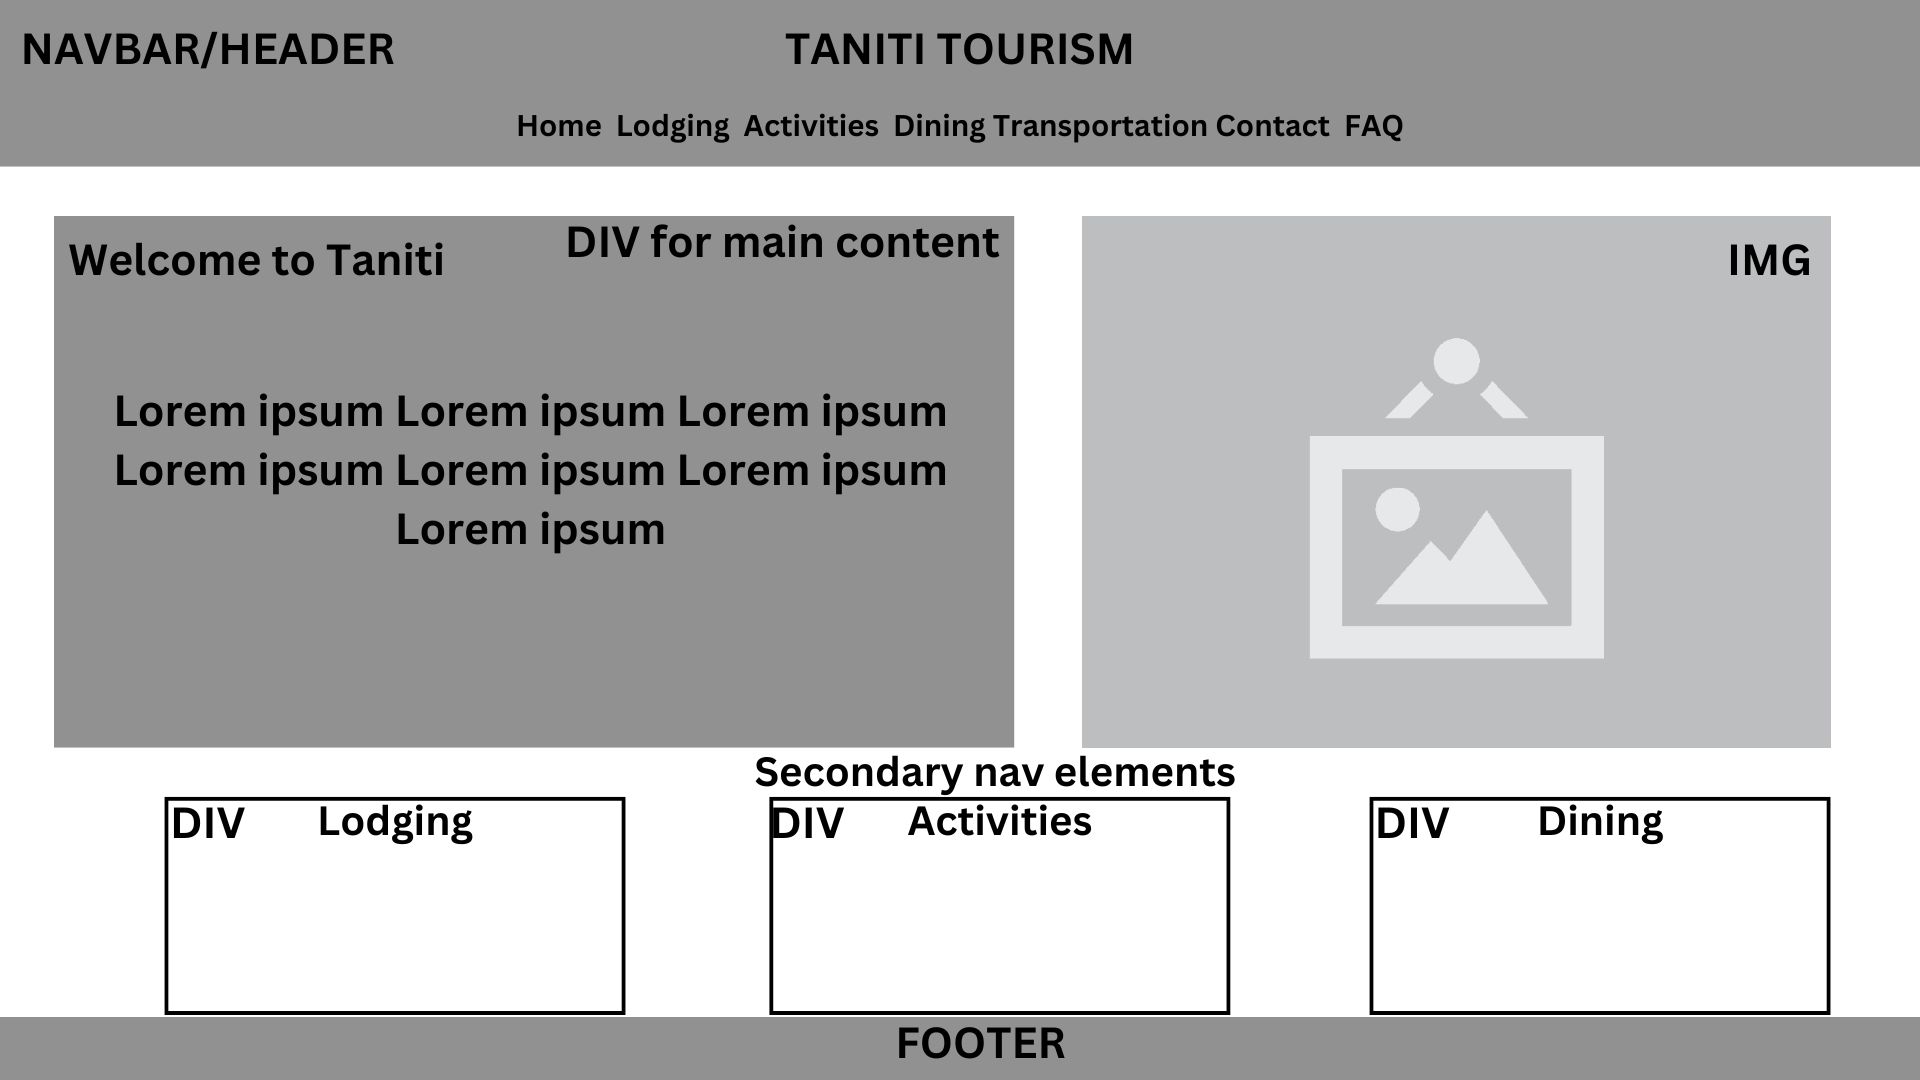 NAVBAR/HEADER
TANITI TOURISM
Home Lodging Activities Dining Transportation Contact FAQ
Welcome to Taniti
DIV for main content
IMG
Lorem ipsum Lorem ipsum Lorem ipsum
Lorem ipsum Lorem ipsum Lorem ipsum
Lorem ipsum
Secondary nav elements
DIV Lodging
DIV Activities
DIV Dining
FOOTER